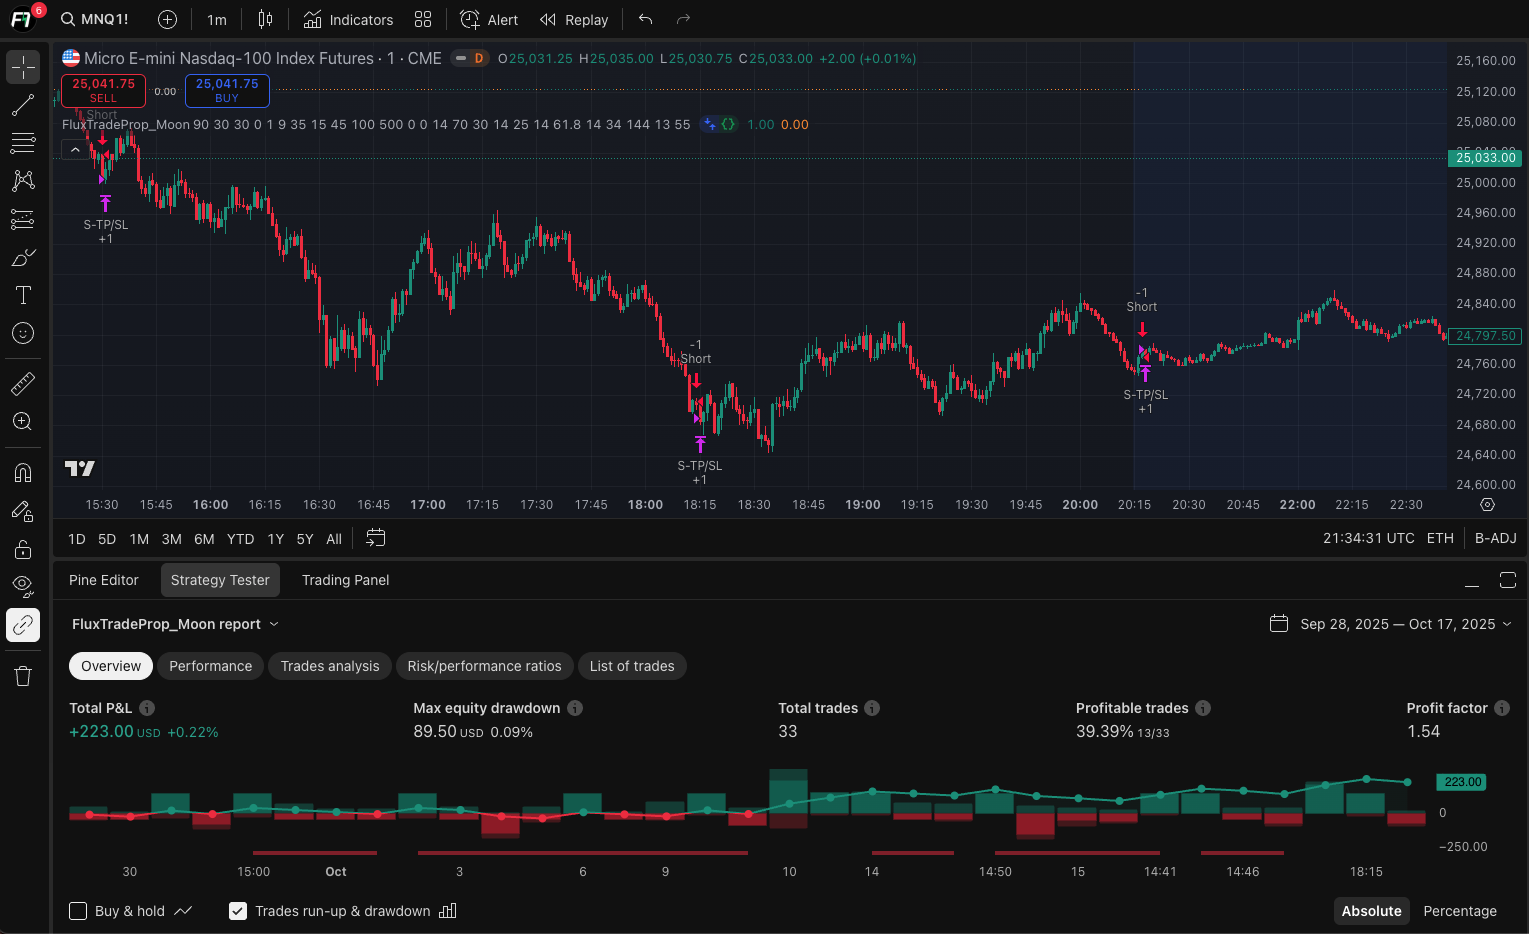 6
MNQ1!
1m
Indicators
Alert
Replay
Micro E-mini Nasdaq-100 Index Futures · 1 · CME
D
O25,031.25 H25,035.00 L25,030.75 C25,033.00 +2.00 (+0.01%)
25,041.75
SELL
0.00
25,041.75
BUY
Short
FluxTradeProp_Moon 90 30 30 0 1 9 35 15 45 100 500 0 0 14 70 30 14 25 14 61.8 14 34 144 13 55
1.00 0.00
S-TP/SL
+1
-1
Short
S-TP/SL
+1
-1
Short
S-TP/SL
+1
25,160.00
25,120.00
25,080.00
25,040.00
25,033.00
25,000.00
24,960.00
24,920.00
24,880.00
24,840.00
24,797.50
24,760.00
24,720.00
24,680.00
24,640.00
24,600.00
15:30 15:45 16:00 16:15 16:30 16:45 17:00 17:15 17:30 17:45 18:00 18:15 18:30 18:45 19:00 19:15 19:30 19:45 20:00 20:15 20:30 20:45 22:00 22:15 22:30
1D 5D 1M 3M 6M YTD 1Y 5Y All
21:34:31 UTC ETH B-ADJ
Pine Editor
Strategy Tester
Trading Panel
FluxTradeProp_Moon report
Sep 28, 2025 — Oct 17, 2025
Overview
Performance
Trades analysis
Risk/performance ratios
List of trades
Total P&L
+223.00 USD +0.22%
Max equity drawdown
89.50 USD 0.09%
Total trades
33
Profitable trades
39.39% 13/33
Profit factor
1.54
223.00
0
−250.00
30 15:00 Oct 3 6 9 10 14 14:50 15 14:41 14:46 18:15
Buy & hold
Trades run-up & drawdown
Absolute
Percentage